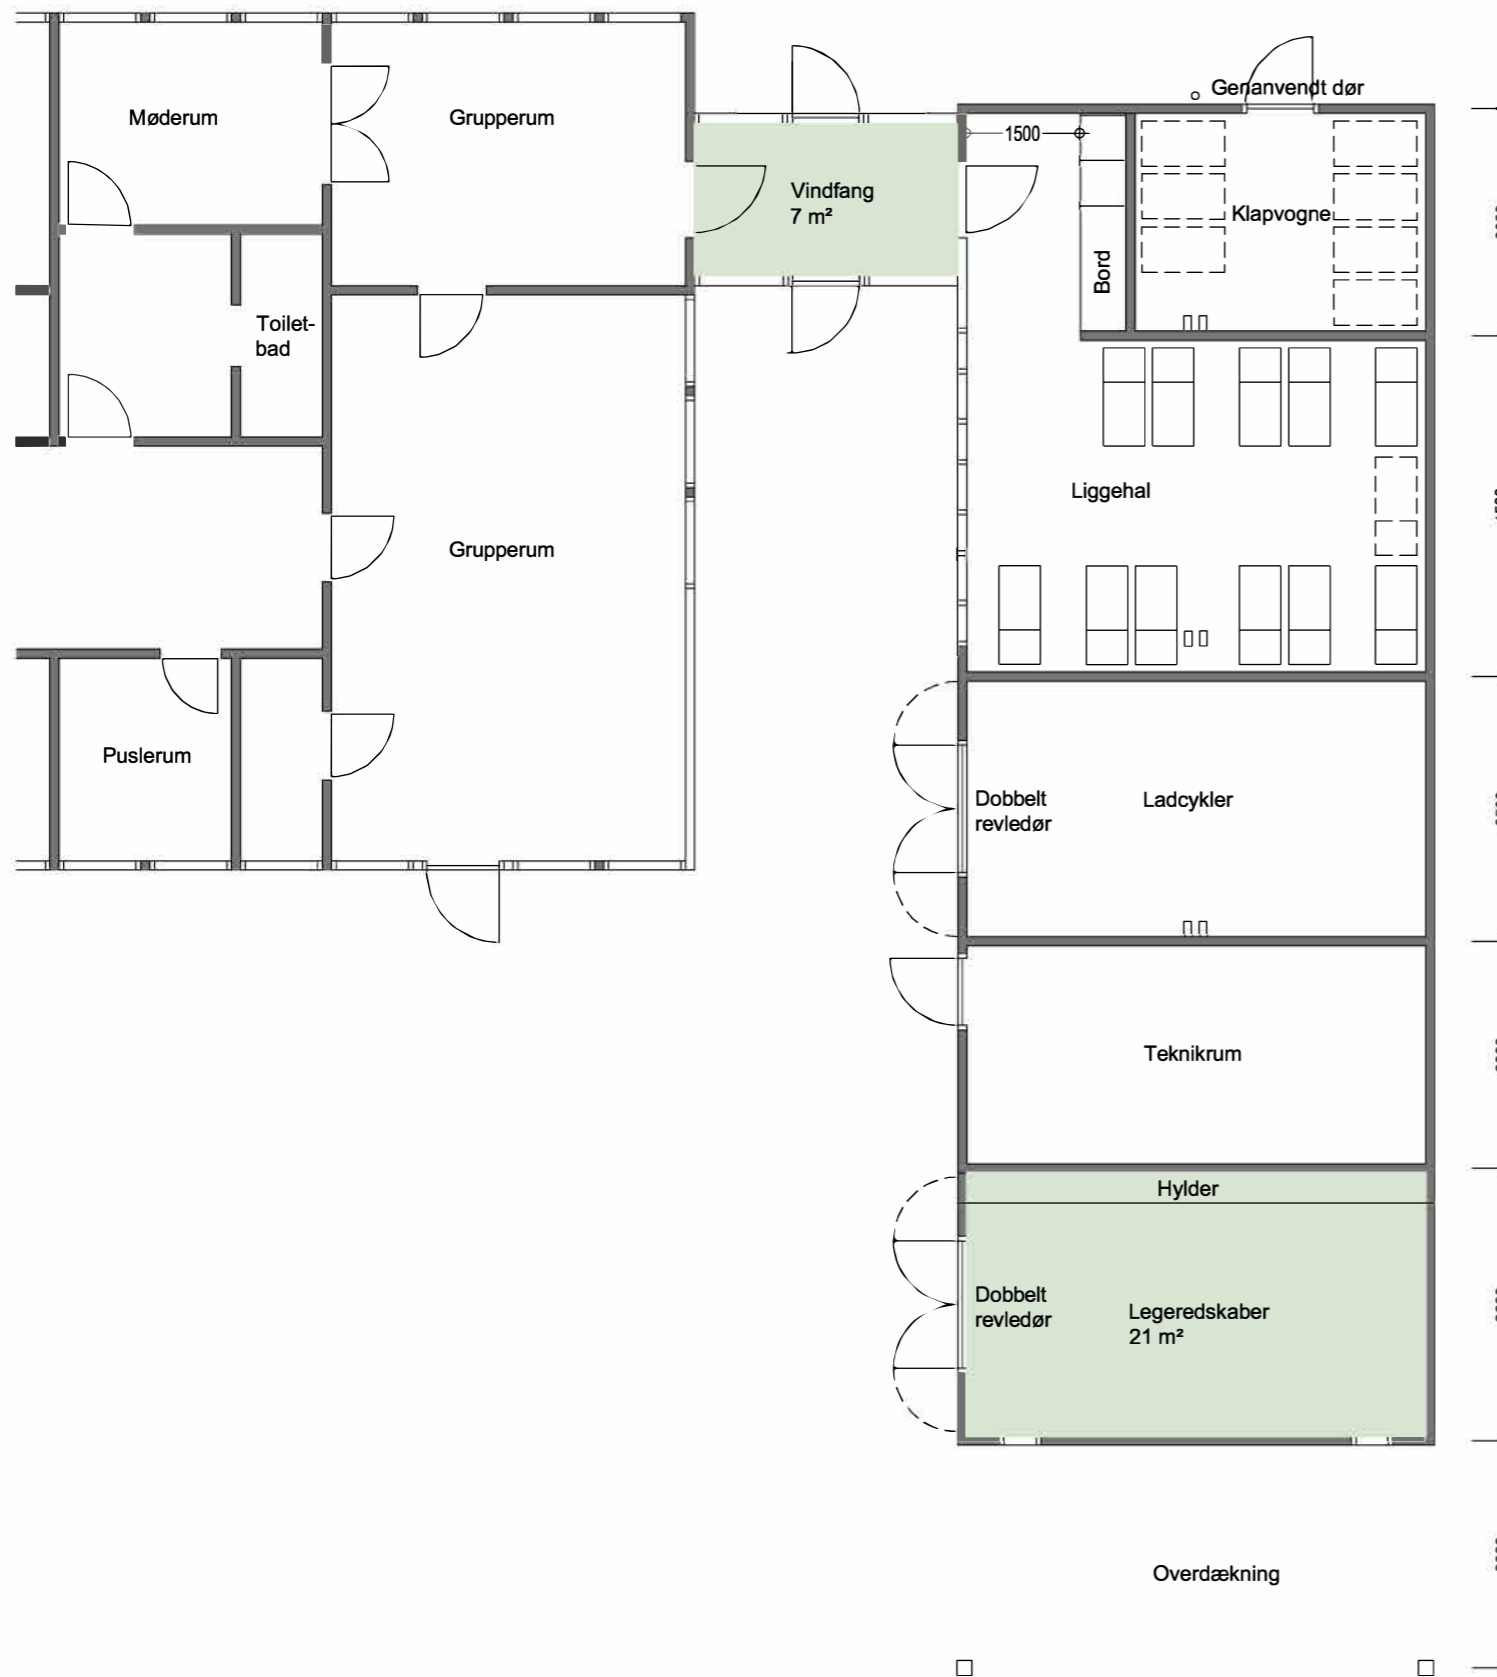 Genanvendt dør
Møderum
Grupperum
1500
Vindfang
7 m²
Klapvogne
Bord
Toilet-
bad
Liggehal
Grupperum
Puslerum
Dobbelt
revledør
Ladcykler
Teknikrum
Hylder
Dobbelt
revledør
Legeredskaber
21 m²
Overdækning